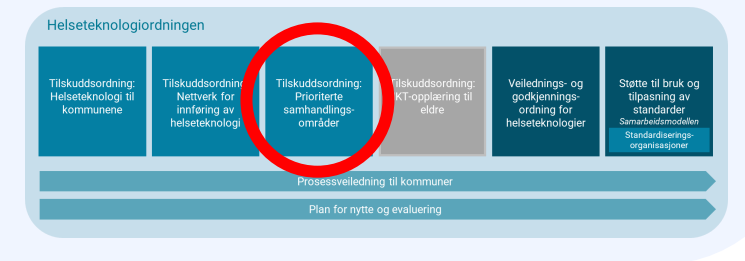 Helseteknologiordningen
Tilskuddsordning:
Helseteknologi til
kommunene
Tilskuddsordning:
Nettverk for
innføring av
helseteknologi
Tilskuddsordning:
Prioriterte
samhandlings-
områder
Tilskuddsordning:
IKT-opplæring til
eldre
Veilednings- og
godkjennings-
ordning for
helseteknologier
Støtte til bruk og
tilpasning av
standarder
Samarbeidsmodellen
Standardiserings-
organisasjoner
Prosessveiledning til kommuner
Plan for nytte og evaluering